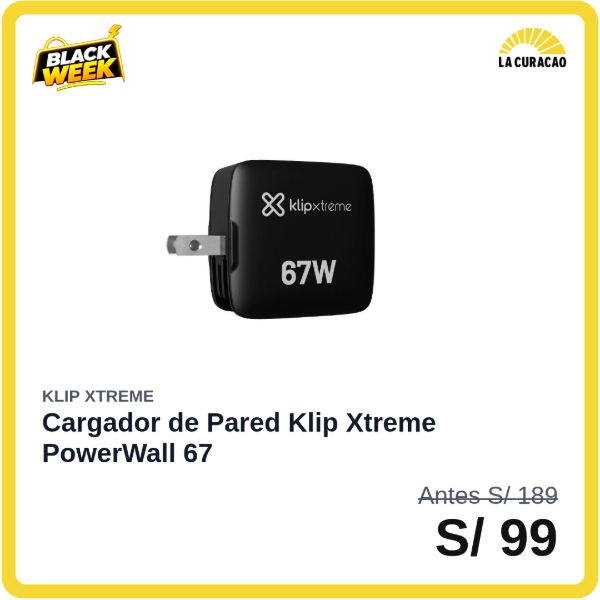 BLACK
WEEK
LA CURACAO
klipxtreme
67W
KLIP XTREME
Cargador de Pared Klip Xtreme
PowerWall 67
Antes S/ 189
S/ 99